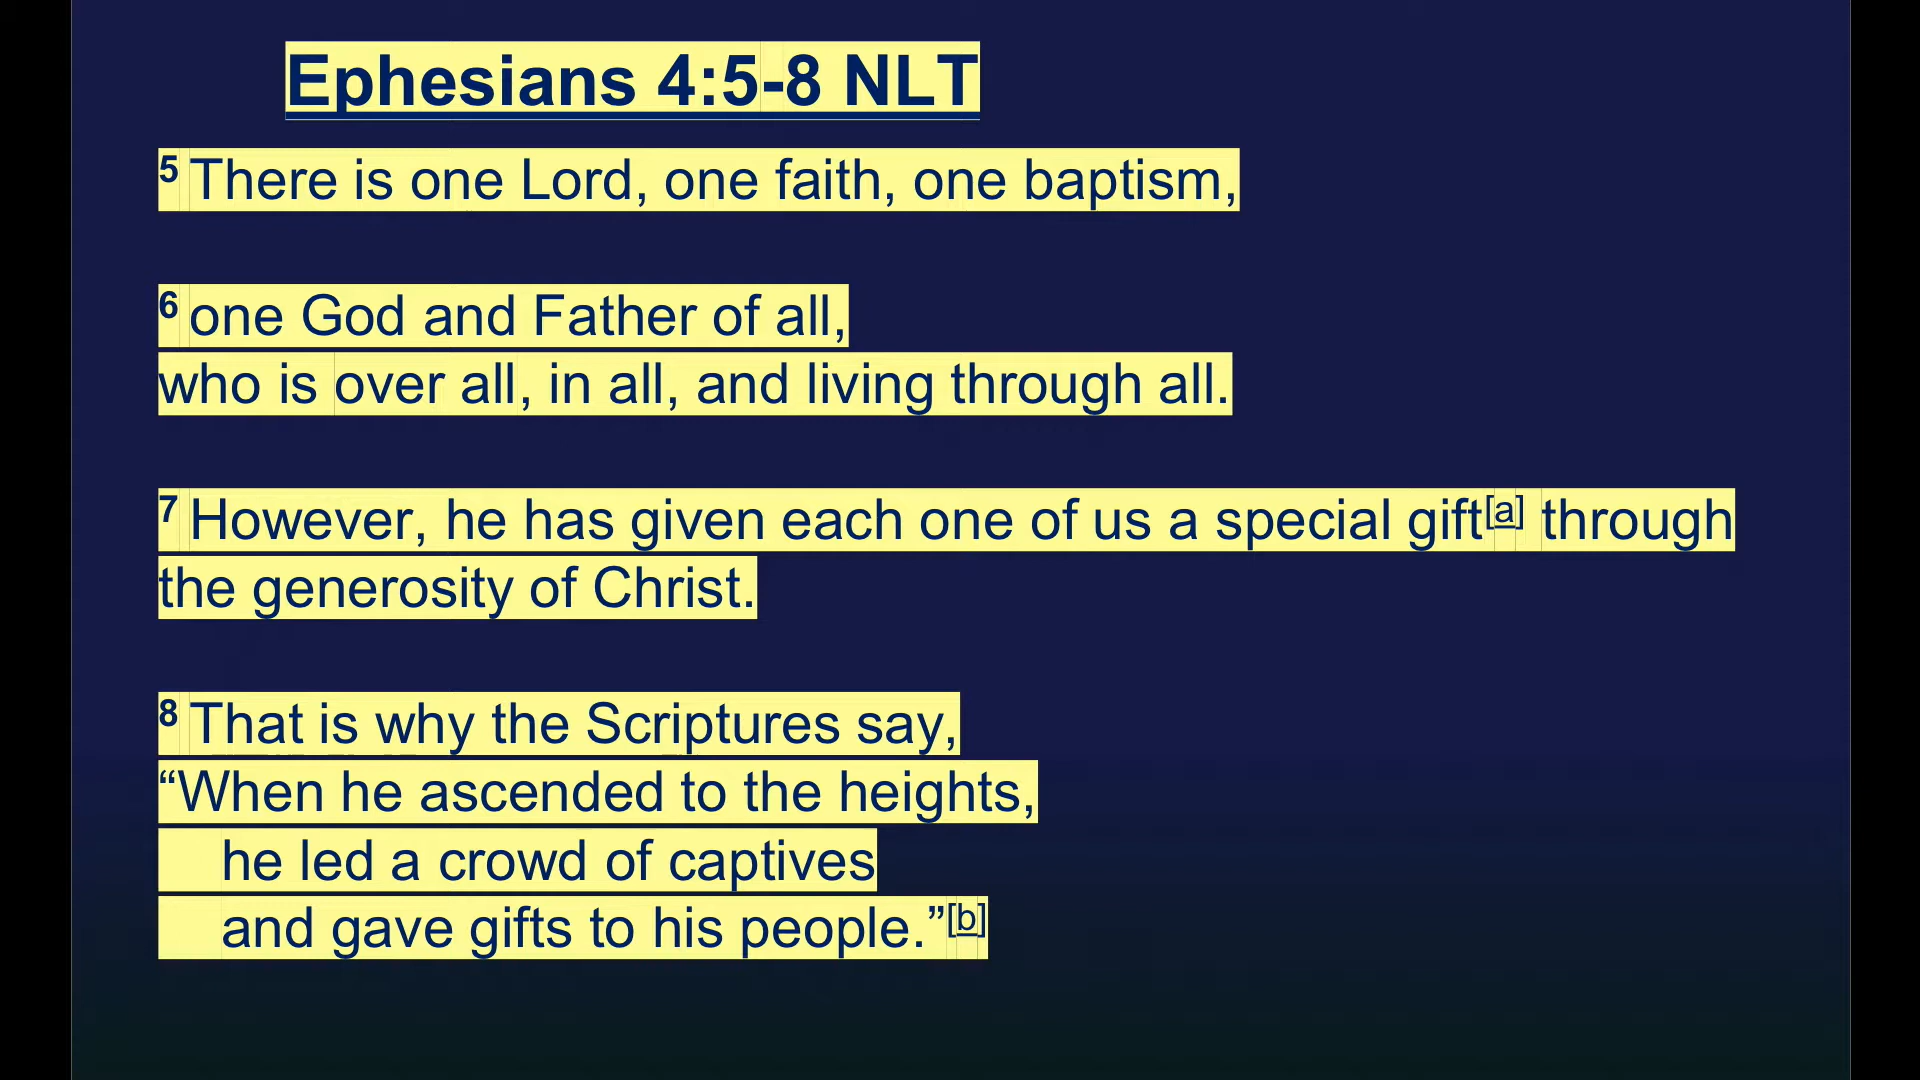 Ephesians 4:5-8 NLT
5 There is one Lord, one faith, one baptism,
6 one God and Father of all,
who is over all, in all, and living through all.
7 However, he has given each one of us a special gift[a] through
the generosity of Christ.
8 That is why the Scriptures say,
“When he ascended to the heights,
he led a crowd of captives
and gave gifts to his people.”[b]